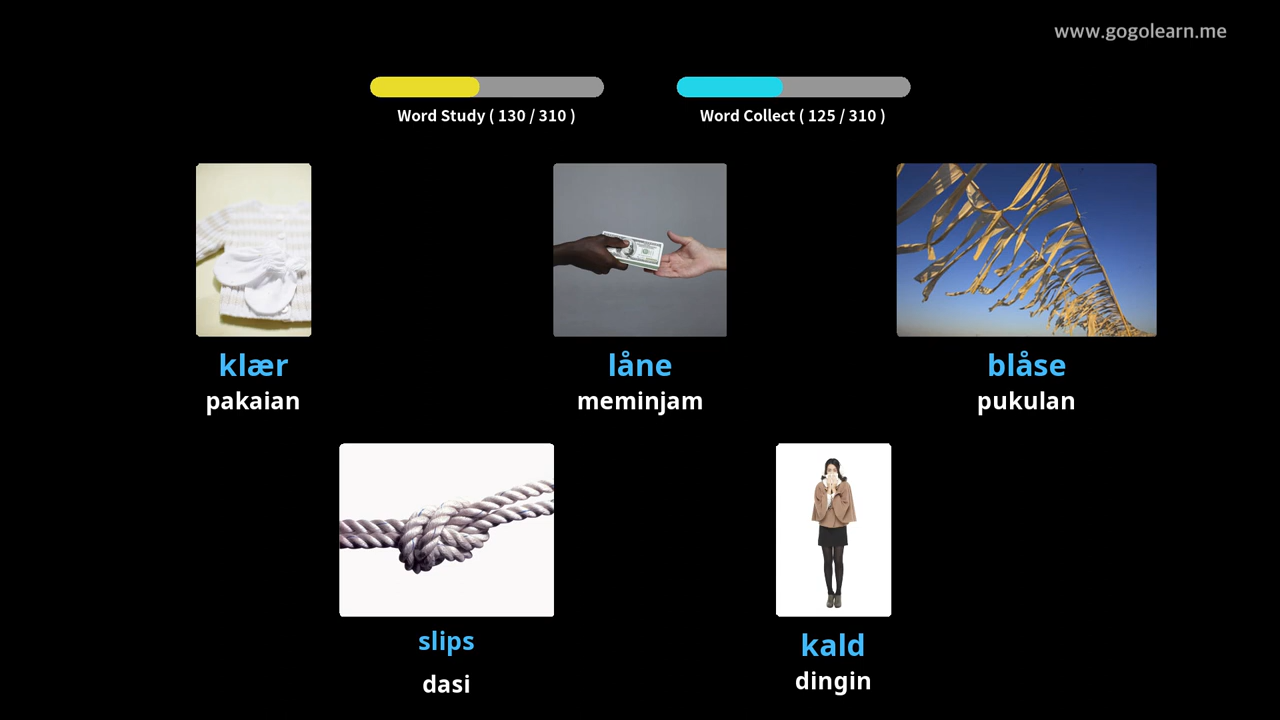 www.gogolearn.me
Word Study ( 130 / 310 )
Word Collect ( 125 / 310 )
klær
pakaian
låne
meminjam
blåse
pukulan
slips
dasi
kald
dingin